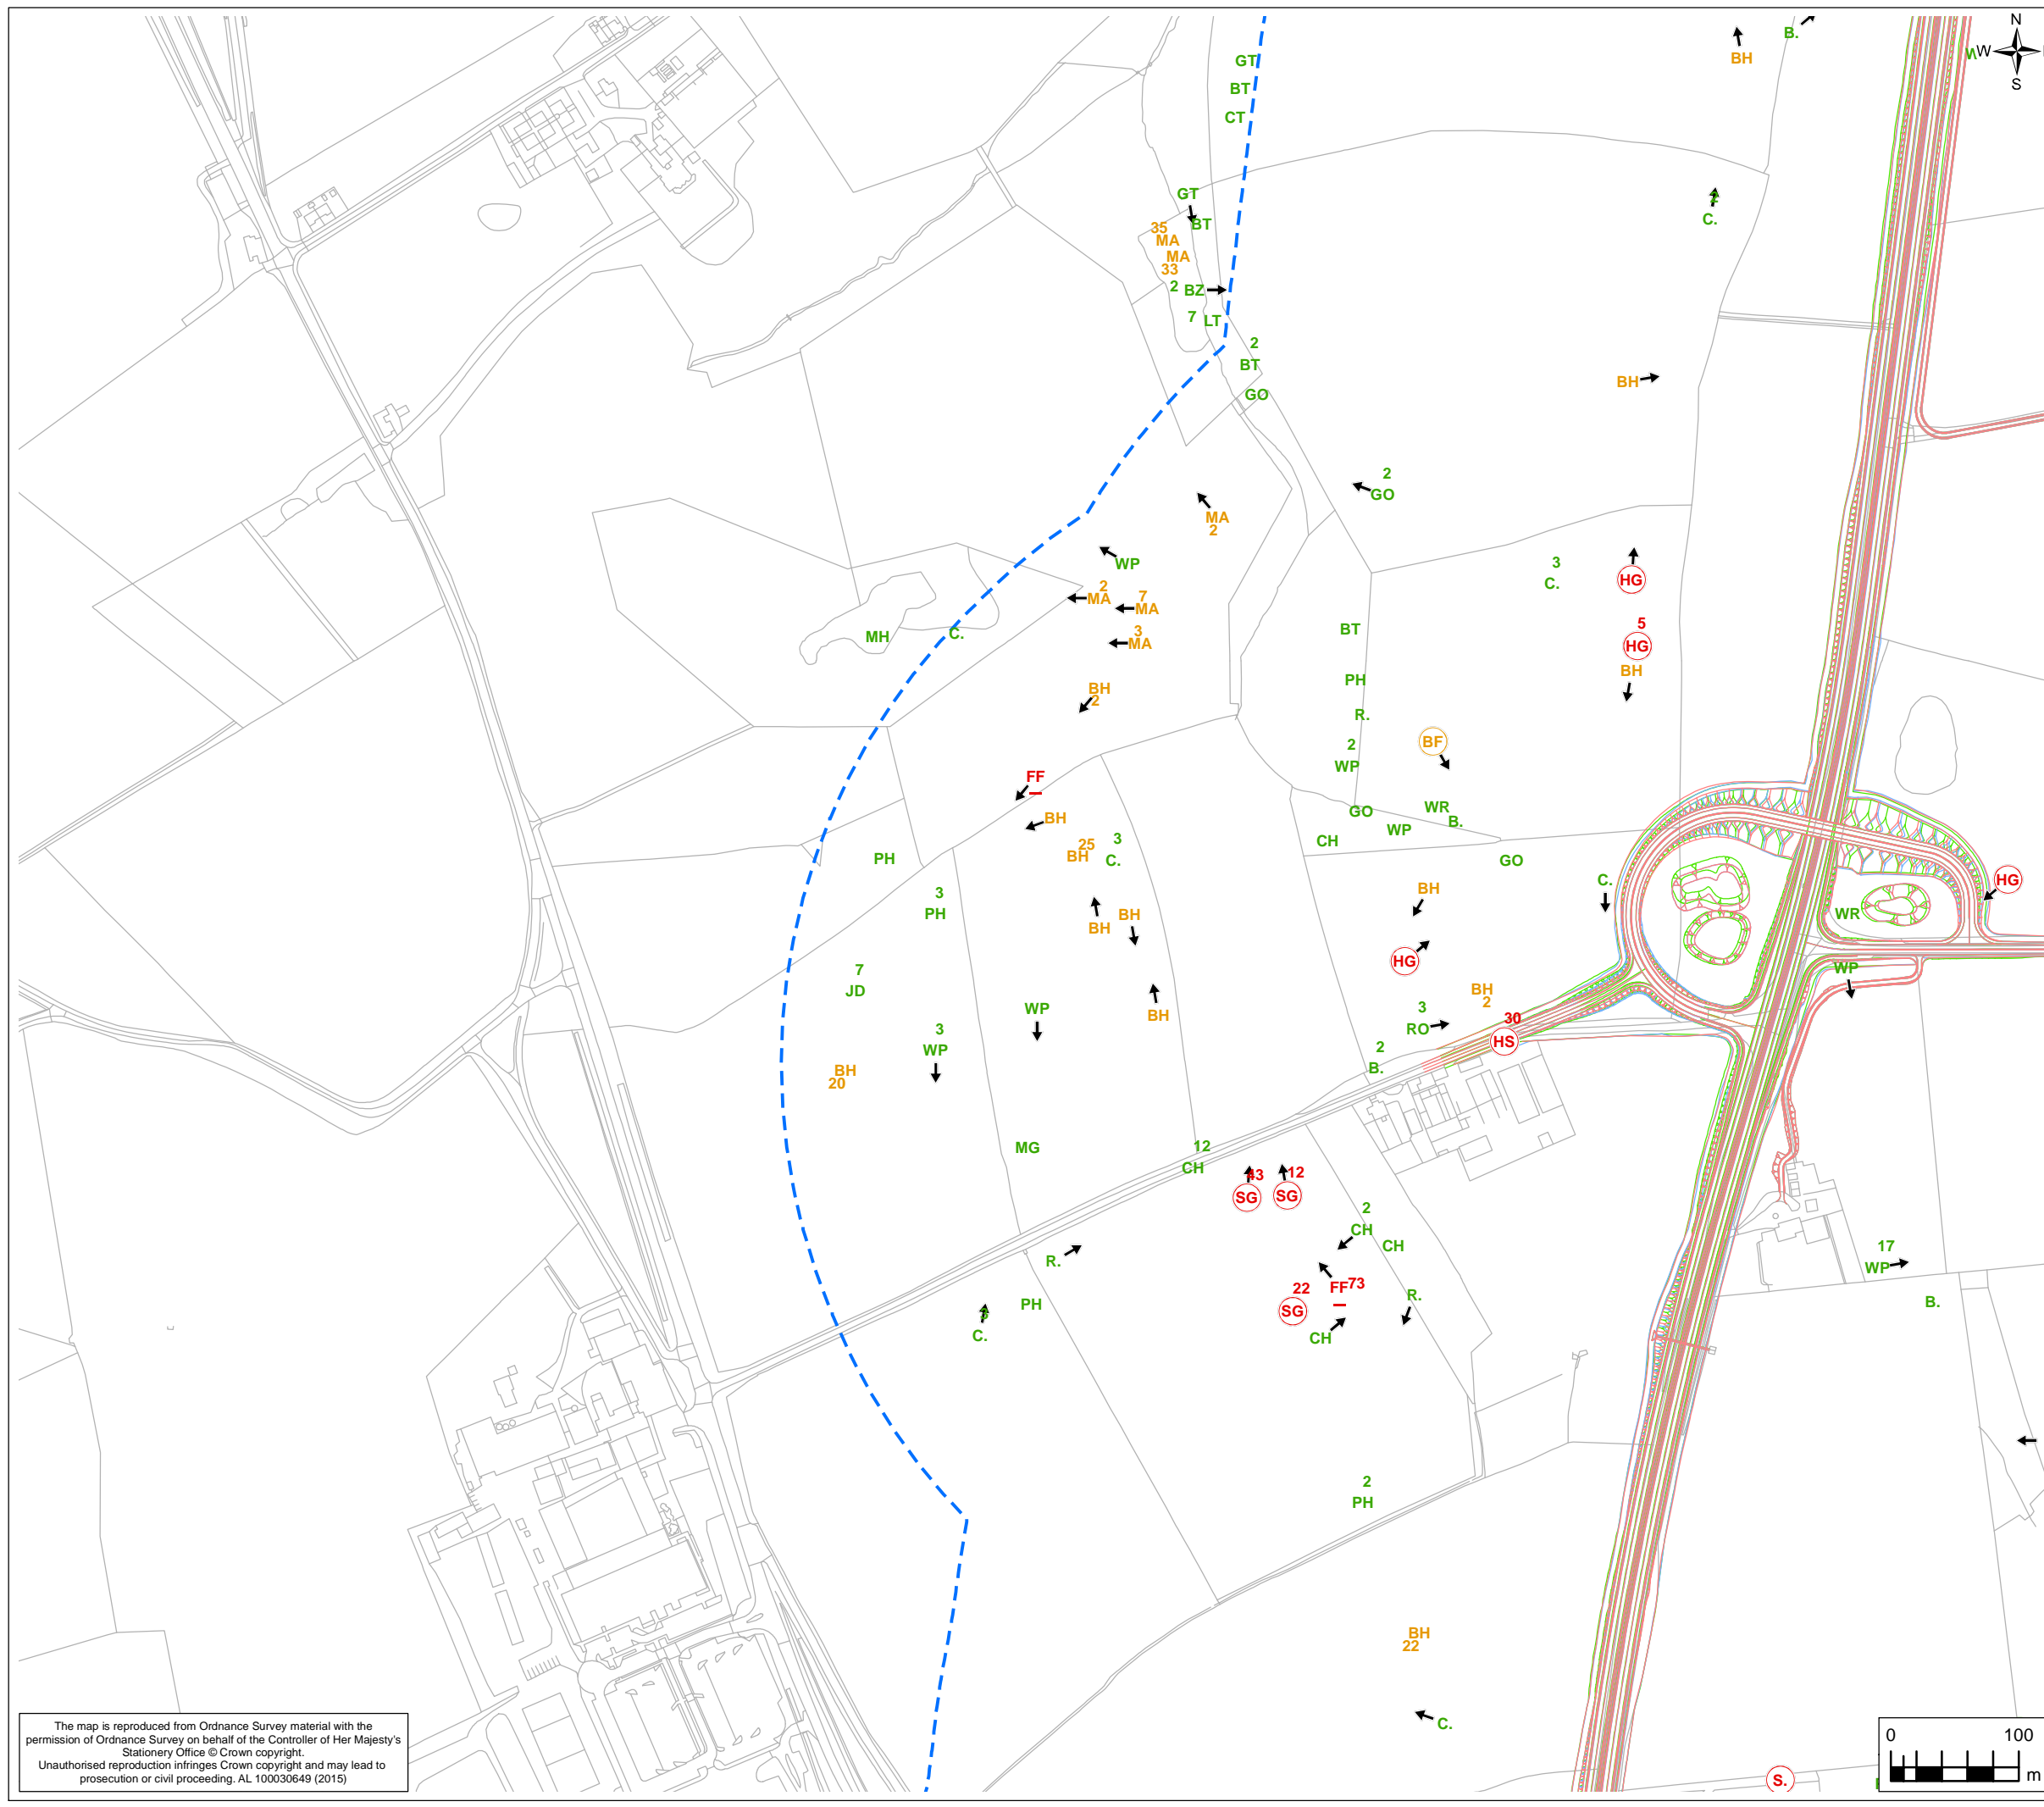 N
B.
W
W
BH
GT
S
BT
CT
GT
2
C.
BT
35
MA
MA
33
2 BZ
7 LT
2
BT
BH
GO
2
GO
MA
2
WP
3
C.
HG
2
MA
7
MA
3
MA
MH
C.
BT
5
HG
BH
PH
BH
2
R.
2
WP
BF
FF
BH
GO
WR
B.
WP
CH
25
BH
3
C.
PH
GO
C.
HG
3
PH
BH
BH
BH
WR
HG
7
JD
WP
BH
2
WP
3
RO
BH
30
HS
3
WP
2
B.
BH
20
MG
12
CH
43
SG
12
SG
2
CH
CH
R.
17
WP
22
SG
FF 73
R.
B.
PH
3
C.
CH
2
PH
BH
22
C.
The map is reproduced from Ordnance Survey material with the
permission of Ordnance Survey on behalf of the Controller of Her Majesty's
Stationery Office © Crown copyright.
Unauthorised reproduction infringes Crown copyright and may lead to
prosecution or civil proceeding. AL 100030649 (2015)
0 100
m
S.